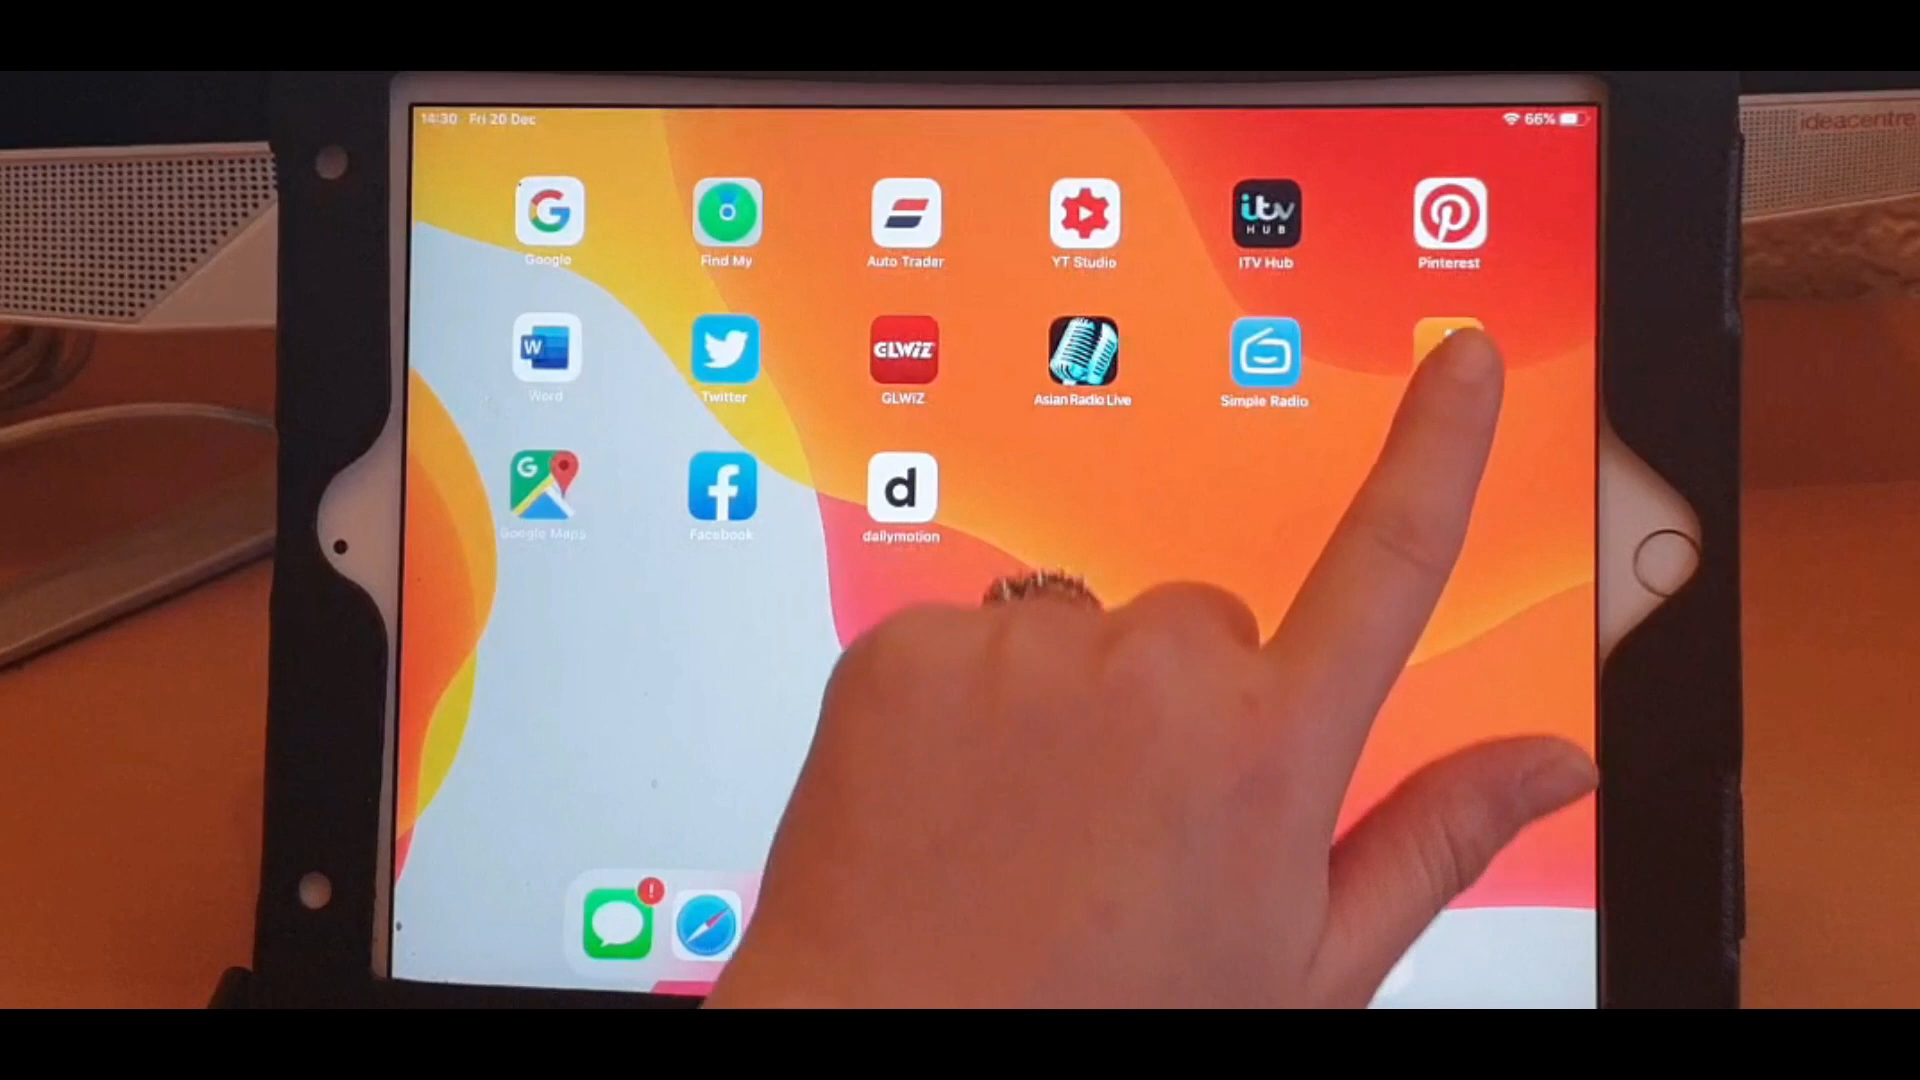 14:30 Fri 20 Dec
66%
ideacentre
itv
HUB
Google
Find My
Auto Trader
YT Studio
ITV Hub
Pinterest
W
GLWiZ
Word
Twitter
GLWiZ
Asian Radio Live
Simple Radio
G
d
Google Maps
Facebook
dailymotion